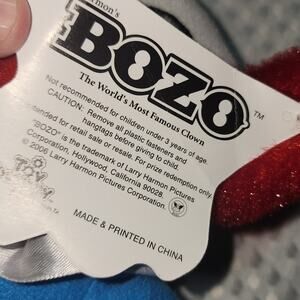 Harmon's
BOZO
™
The World's Most Famous Clown
Not recommended for children under 3 years of age.
CAUTION: Remove all plastic fasteners and
hangtags before giving to child.
Intended for retail sale or resale. For prize redemption only.
"BOZO" is the trademark of Larry Harmon Pictures
Corporation, Hollywood, California 90028.
© 2006 Larry Harmon Pictures Corporation
TOY
MADE & PRINTED IN CHINA